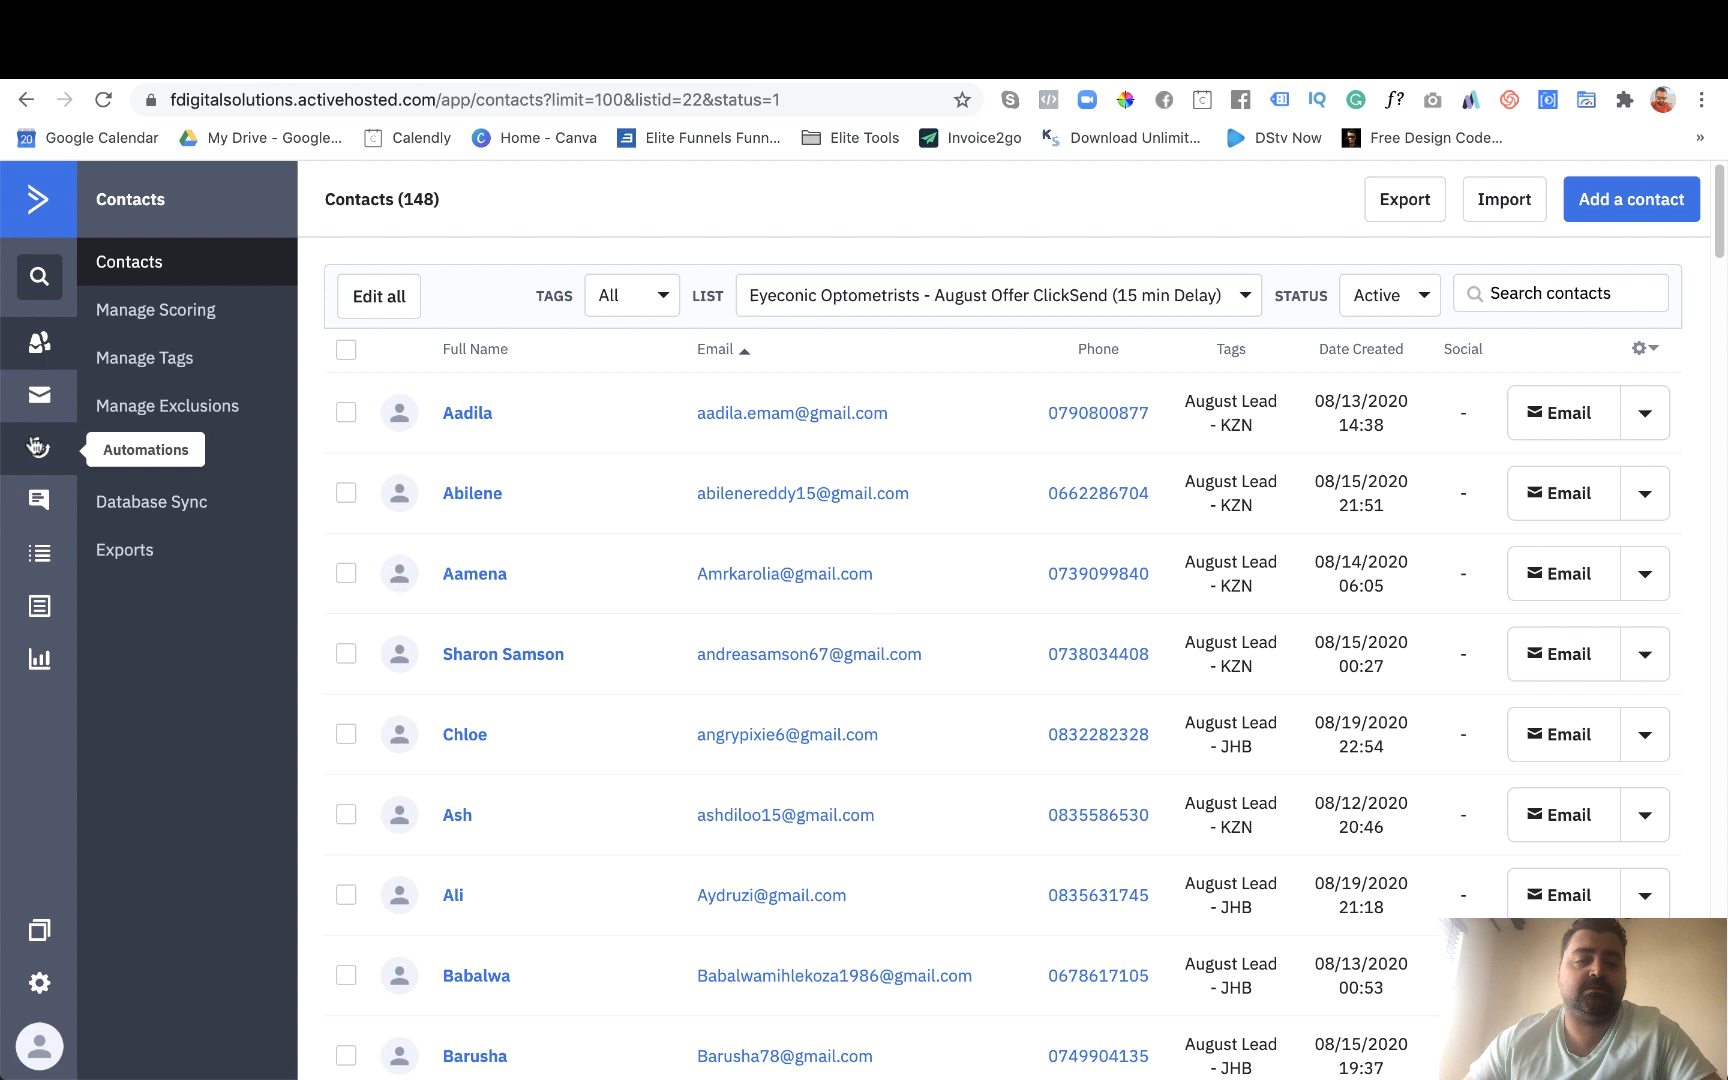 fdigitalsolutions.activehosted.com/app/contacts?limit=100&listid=22&status=1
20 Google Calendar My Drive - Google... Calendly Home - Canva Elite Funnels Funn... Elite Tools Invoice2go Download Unlimit... DStv Now Free Design Code... »
Contacts
Contacts (148)
Export
Import
Add a contact
Contacts
Manage Scoring
Manage Tags
Manage Exclusions
Automations
Database Sync
Exports
Edit all
TAGS All LIST Eyeconic Optometrists - August Offer ClickSend (15 min Delay) STATUS Active Search contacts
Full Name Email Phone Tags Date Created Social
Aadila aadila.emam@gmail.com 0790800877 August Lead 08/13/2020 - Email
- KZN 14:38
Abilene abilenereddy15@gmail.com 0662286704 August Lead 08/15/2020 - Email
- KZN 21:51
Aamena Amrkarolia@gmail.com 0739099840 August Lead 08/14/2020 - Email
- KZN 06:05
Sharon Samson andreasamson67@gmail.com 0738034408 August Lead 08/15/2020 - Email
- KZN 00:27
Chloe angrypixie6@gmail.com 0832282328 August Lead 08/19/2020 - Email
- JHB 22:54
Ash ashdiloo15@gmail.com 0835586530 August Lead 08/12/2020 - Email
- KZN 20:46
Ali Aydruzi@gmail.com 0835631745 August Lead 08/19/2020 - Email
- JHB 21:18
Babalwa Babalwamihlekoza1986@gmail.com 0678617105 August Lead 08/13/2020
- JHB 00:53
Barusha Barusha78@gmail.com 0749904135 August Lead 08/15/2020
- JHB 19:37